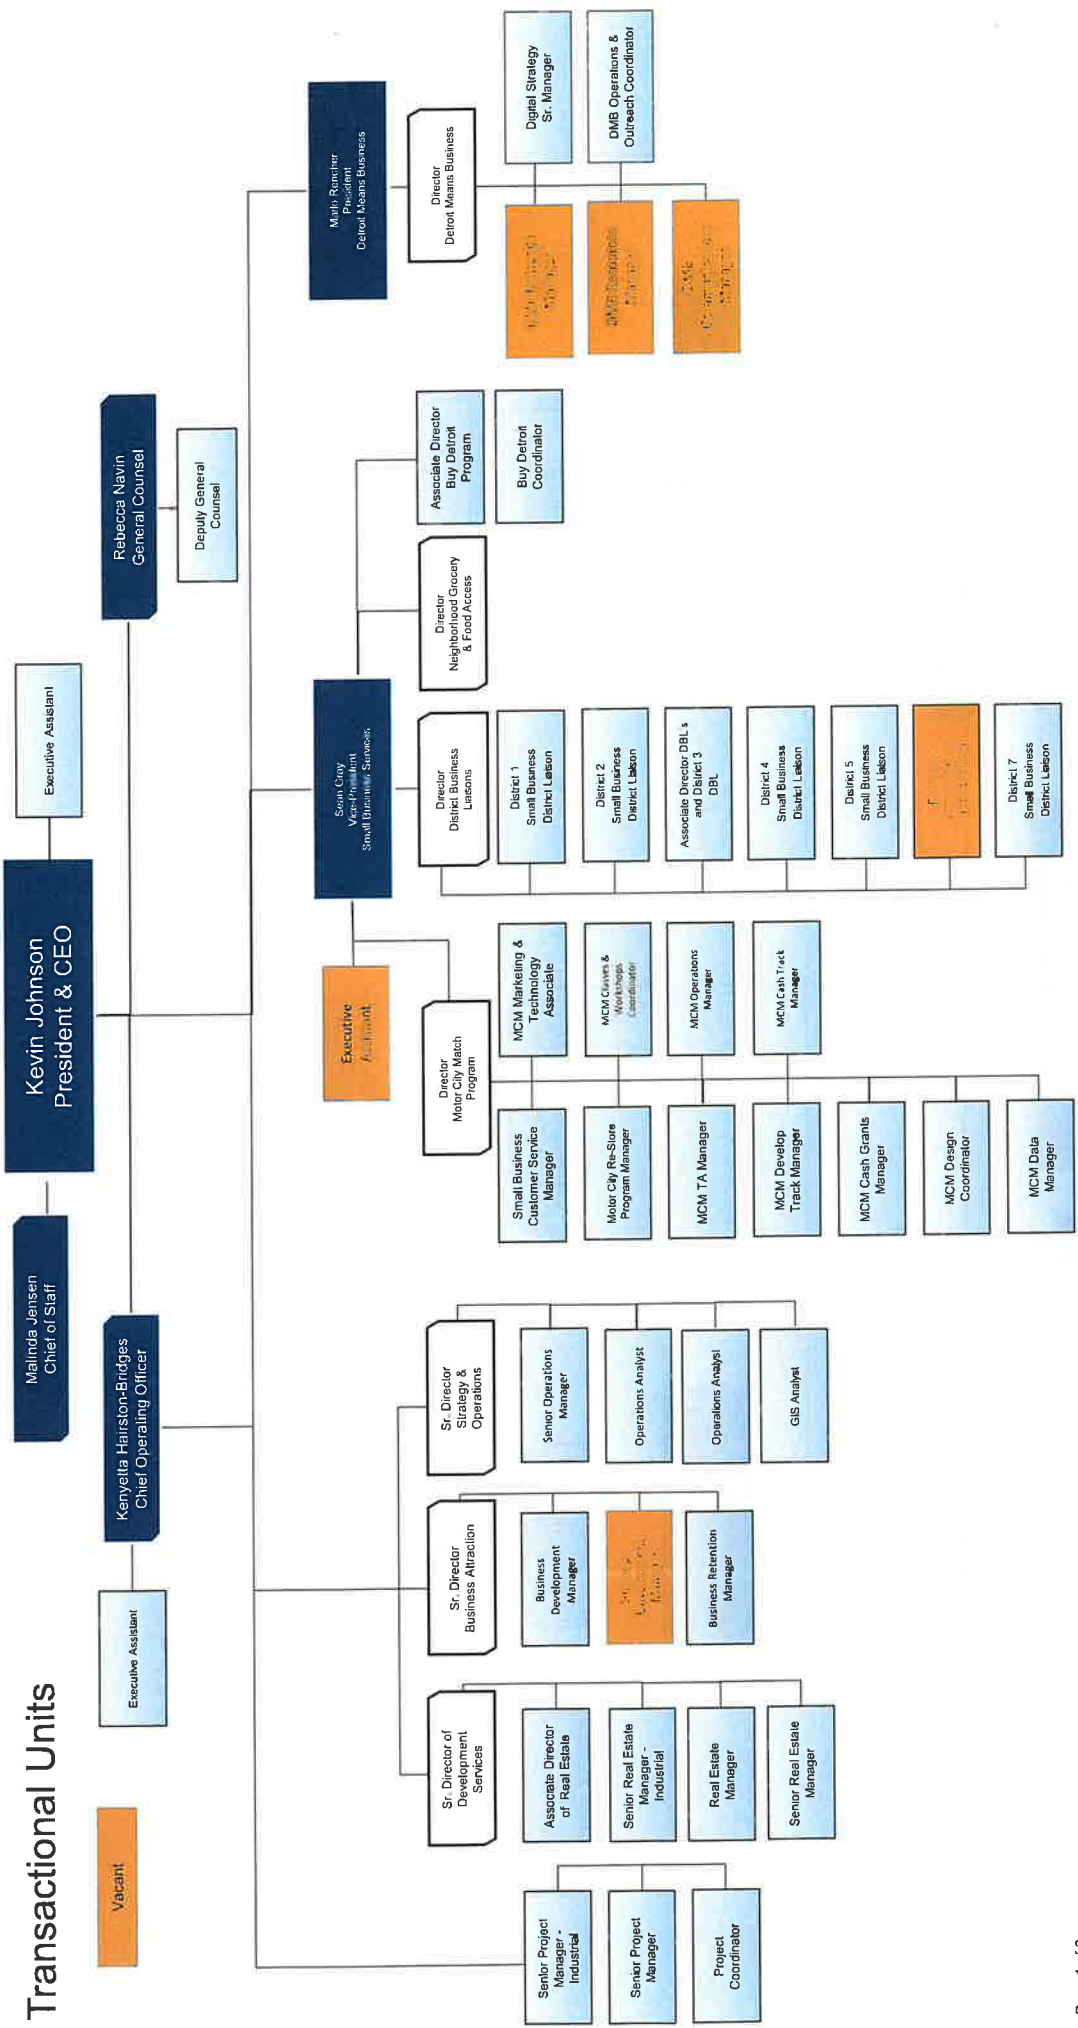 Transactional Units
Vacant
Malinda Jensen
Chief of Staff
Kevin Johnson
President & CEO
Executive Assistant
Executive Assistant
Kenyetta Hairston-Bridges
Chief Operating Officer
Rebecca Navin
General Counsel
Deputy General
Counsel
Sean Gray
Vice-President
Small Business Services
Marlo Rencher
President
Detroit Means Business
Senior Project
Manager -
Industrial
Senior Project
Manager
Project
Coordinator
Sr. Director of
Development
Services
Associate Director
of Real Estate
Senior Real Estate
Manager -
Industrial
Real Estate
Manager
Senior Real Estate
Manager
Sr. Director
Business Attraction
Business
Development
Manager
Business Retention
Manager
Sr. Director
Strategy &
Operations
Senior Operations
Manager
Operations Analyst
Operations Analyst
GIS Analyst
Executive
Assistant
Director
Motor City Match
Program
Small Business
Customer Service
Manager
MCM Marketing &
Technology
Associate
Motor City Re-Store
Program Manager
MCM Classes &
Workshops
Coordinator
MCM TA Manager
MCM Operations
Manager
MCM Develop
Track Manager
MCM Cash Track
Manager
MCM Cash Grants
Manager
MCM Design
Coordinator
MCM Data
Manager
Director
District Business
Liaisons
District 1
Small Business
District Liaison
District 2
Small Business
District Liaison
Associate Director DBL's
and District 3
DBL
District 4
Small Business
District Liaison
District 5
Small Business
District Liaison
District 7
Small Business
District Liaison
Director
Neighborhood Grocery
& Food Access
Associate Director
Buy Detroit
Program
Buy Detroit
Coordinator
Director
Detroit Means Business
Digital Strategy
Sr. Manager
DMB Resources
DMB Operations &
Outreach Coordinator